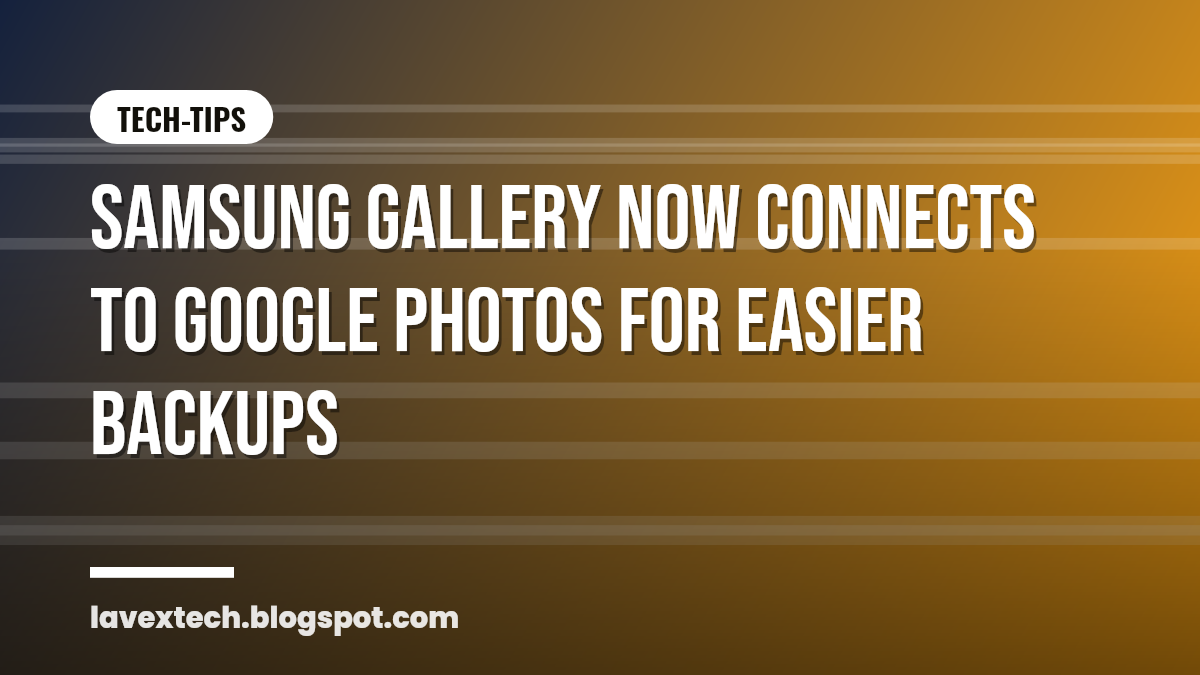 TECH-TIPS
SAMSUNG GALLERY NOW CONNECTS
TO GOOGLE PHOTOS FOR EASIER
BACKUPS
lavextech.blogspot.com